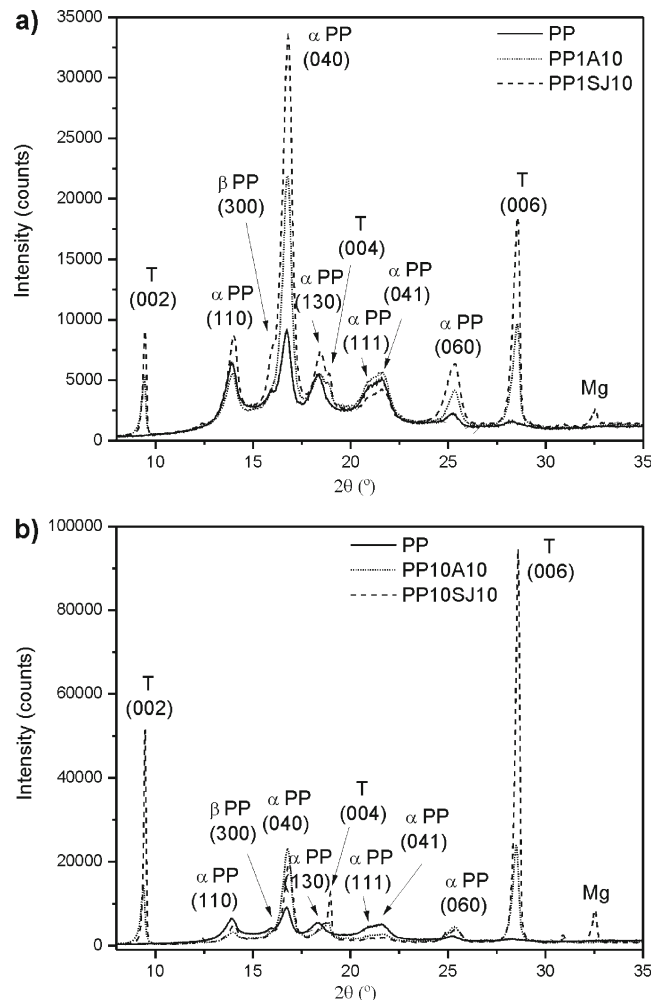 a)
35000
30000
25000
20000
15000
10000
5000
0
Intensity (counts)
α PP
(040)
PP
PP1A10
PP1SJ10
β PP
(300)
T
(006)
T
(002)
α PP
(110)
α PP
(130)
T
(004)
α PP
(111)
α PP
(041)
α PP
(060)
Mg
10 15 20 25 30 35
2θ (º)
b)
100000
80000
60000
40000
20000
0
Intensity (counts)
PP
PP10A10
PP10SJ10
T
(006)
T
(002)
β PP
(300)
α PP
(040)
T
(004)
α PP
(110)
α PP
(130)
α PP
(111)
α PP
(041)
α PP
(060)
Mg
10 15 20 25 30 35
2θ (º)